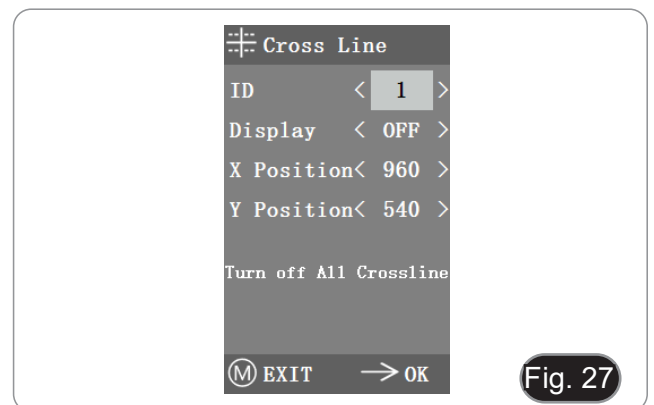 Cross Line
ID < 1 >
Display < OFF >
X Position< 960 >
Y Position< 540 >
Turn off All Crossline
M EXIT → OK
Fig. 27